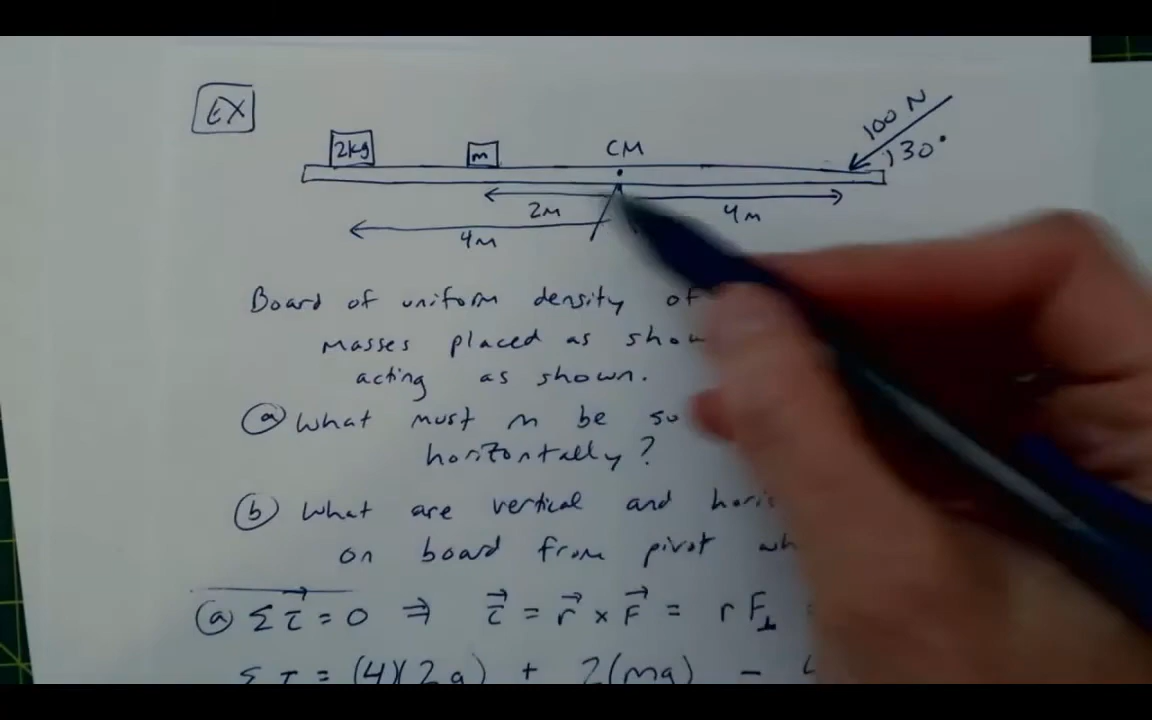 EX
2kg
m
CM
100 N
130°
2m
4m
4m
Board of uniform density of
masses placed as show
acting as shown.
(a) What must m be so
horizontally?
(b) What are vertical and horiz
on board from pivot wh
(a) Στ = 0 ⇒ τ = r × F = r F⊥ =
Στ = (4)(2g) + 2(mg) -